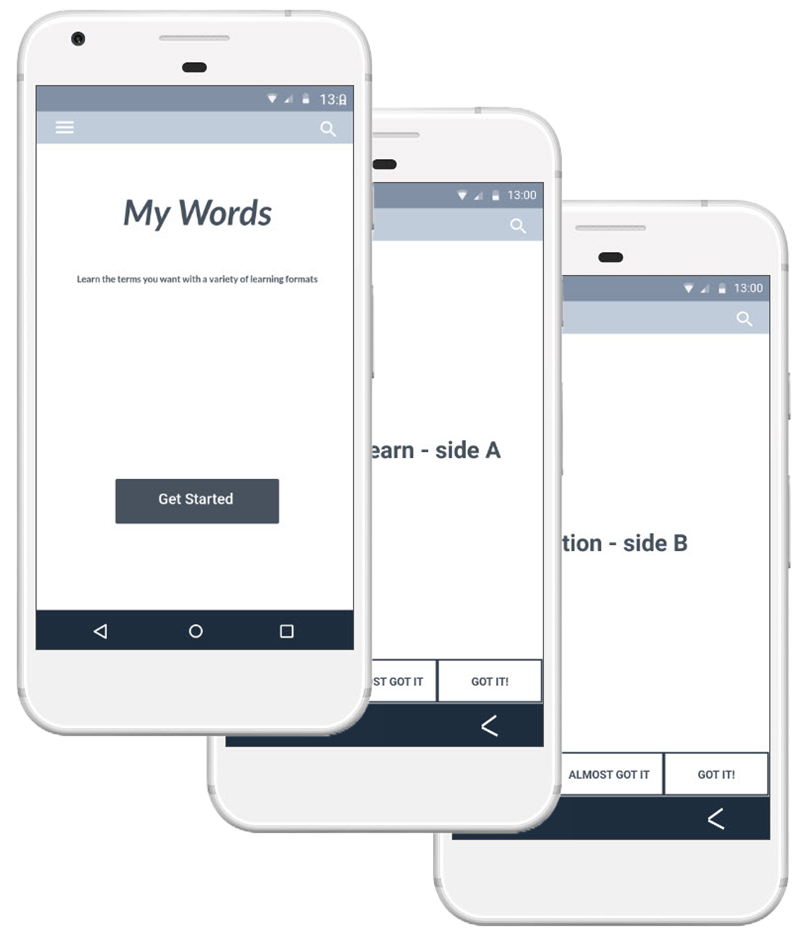 13:0
My Words
Learn the terms you want with a variety of learning formats
Get Started
13:00
earn - side A
ST GOT IT
GOT IT!
13:00
tion - side B
ALMOST GOT IT
GOT IT!